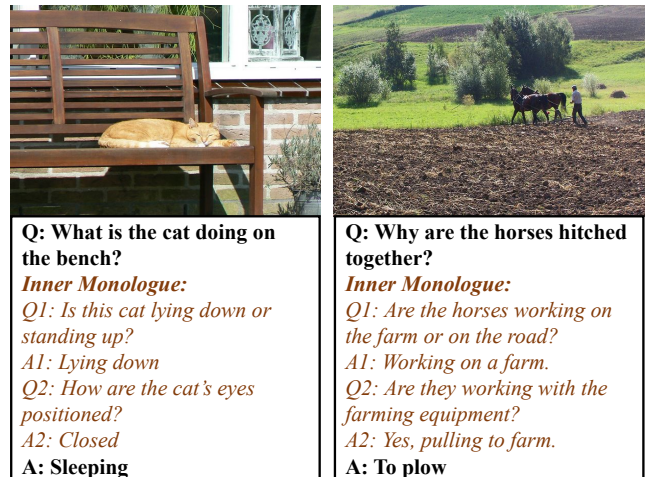 Q: What is the cat doing on
the bench?
Inner Monologue:
Q1: Is this cat lying down or
standing up?
A1: Lying down
Q2: How are the cat's eyes
positioned?
A2: Closed
A: Sleeping
Q: Why are the horses hitched
together?
Inner Monologue:
Q1: Are the horses working on
the farm or on the road?
A1: Working on a farm.
Q2: Are they working with the
farming equipment?
A2: Yes, pulling to farm.
A: To plow